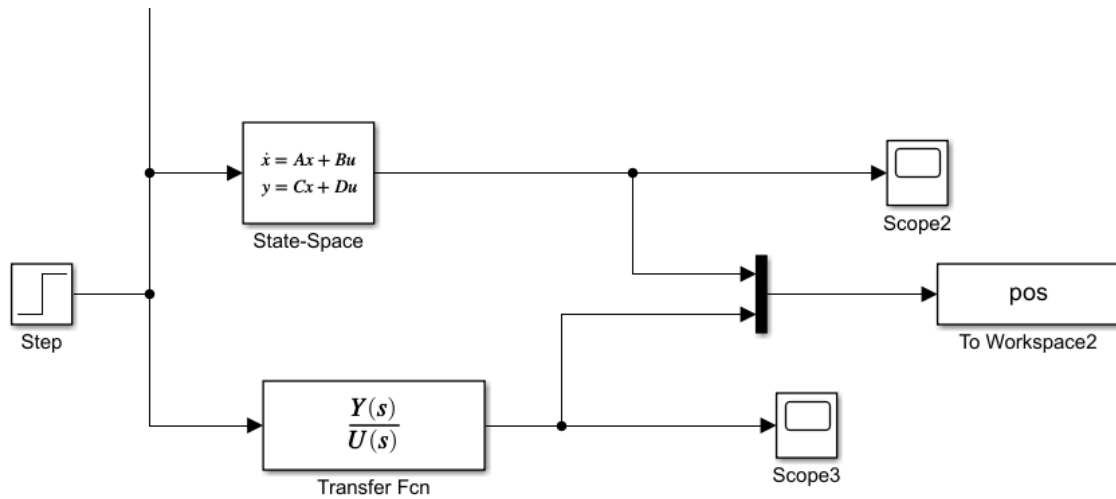 ẋ = Ax + Bu
y = Cx + Du
State-Space
Scope2
Step
pos
To Workspace2
Y(s)
U(s)
Transfer Fcn
Scope3